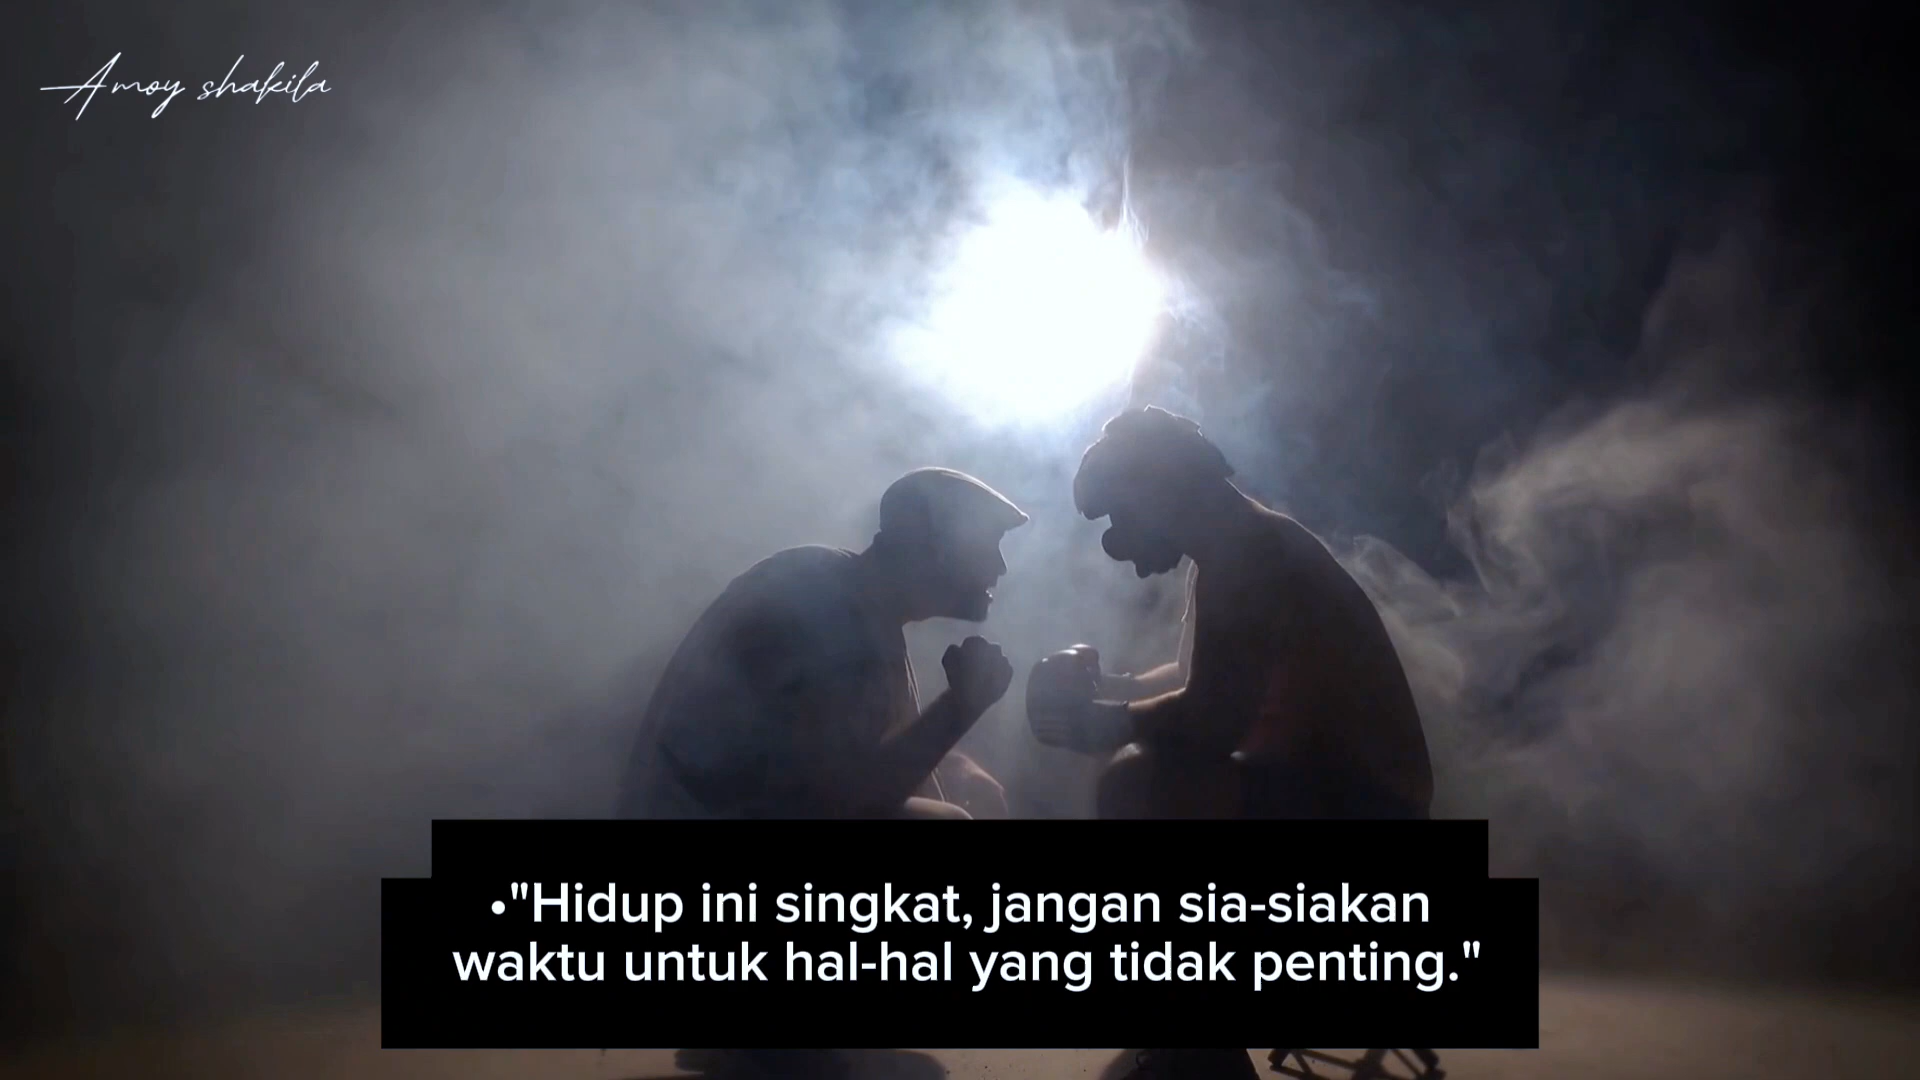 Amoy shakila
•"Hidup ini singkat, jangan sia-siakan
waktu untuk hal-hal yang tidak penting."